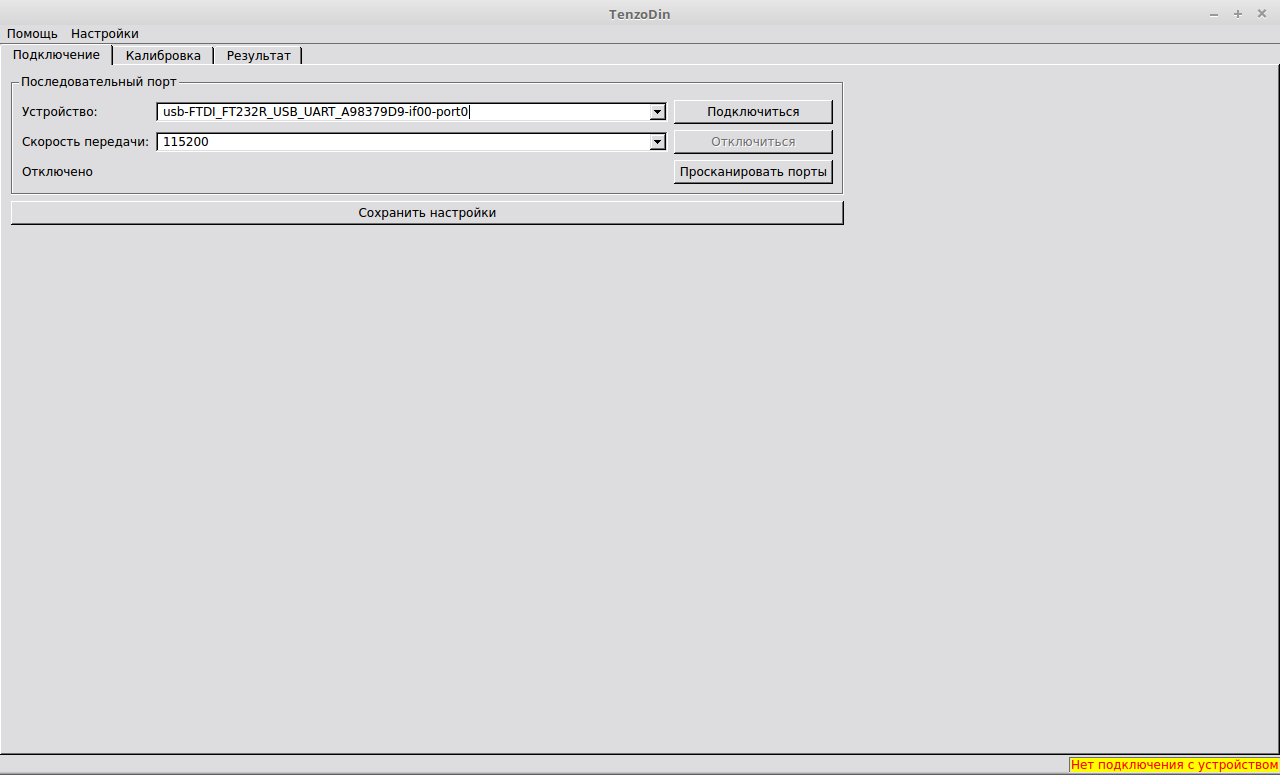 TenzoDin
Помощь Настройки
Подключение Калибровка Результат
Последовательный порт
Устройство: usb-FTDI_FT232R_USB_UART_A98379D9-if00-port0 Подключиться
Скорость передачи: 115200 Отключиться
Отключено Просканировать порты
Сохранить настройки
Нет подключения с устройством